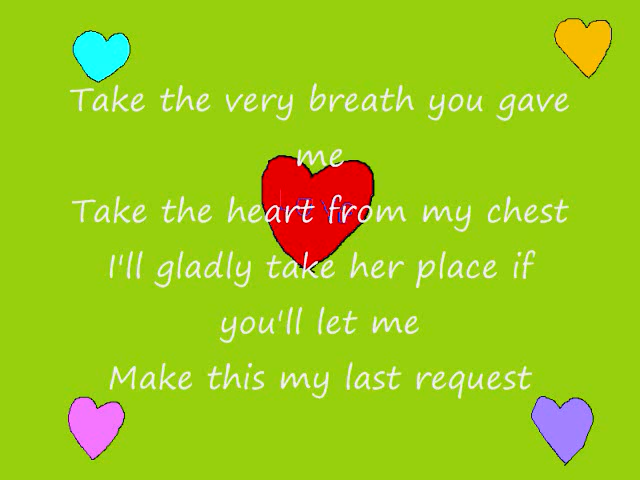 Take the very breath you gave
me
Take the heart from my chest
I'll gladly take her place if
you'll let me
Make this my last request